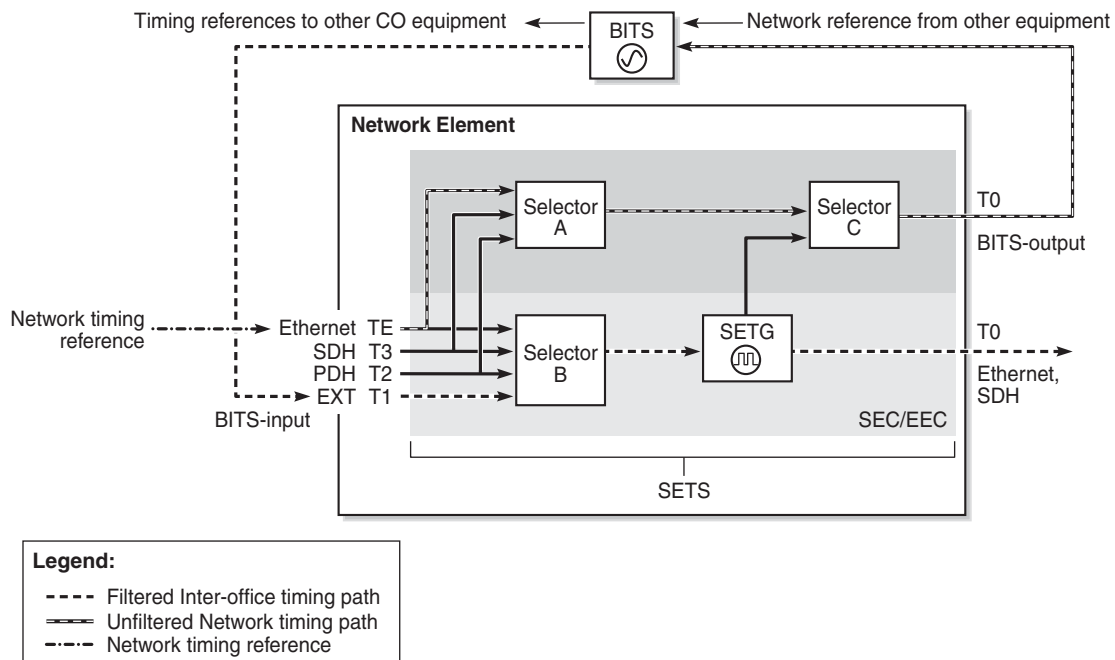 Timing references to other CO equipment
BITS
Network reference from other equipment
Network Element
Selector
A
Selector
C
T0
BITS-output
Network timing
reference
Ethernet TE
SDH T3
PDH T2
EXT T1
BITS-input
Selector
B
SETG
T0
Ethernet,
SDH
SEC/EEC
SETS
Legend:
Filtered Inter-office timing path
Unfiltered Network timing path
Network timing reference